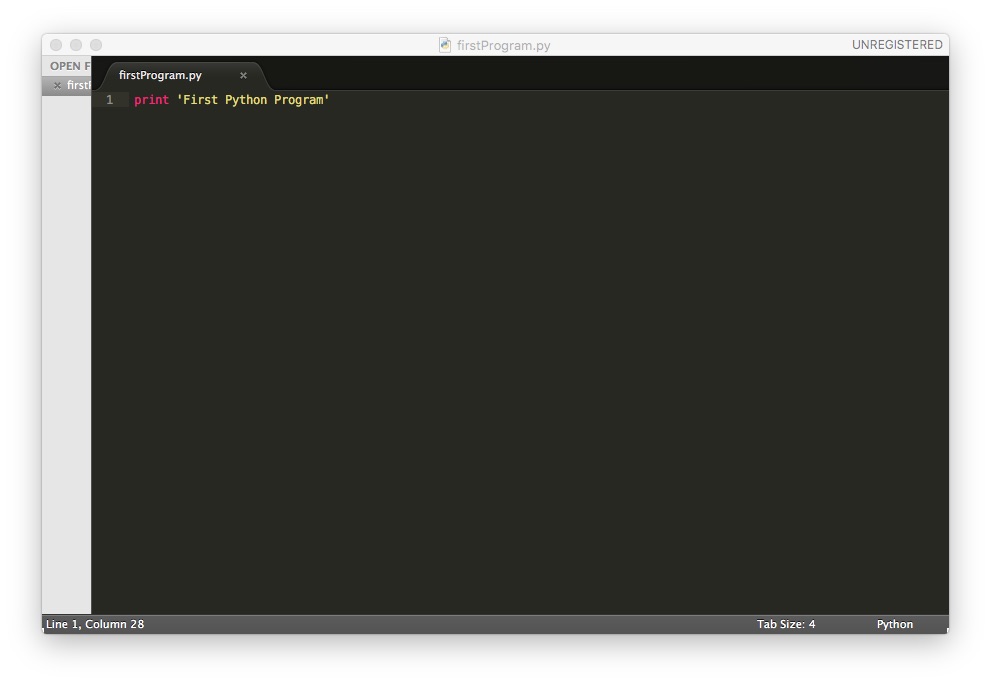 firstProgram.py
UNREGISTERED
OPEN F
firstProgram.py
first
1 print 'First Python Program'
Line 1, Column 28
Tab Size: 4
Python